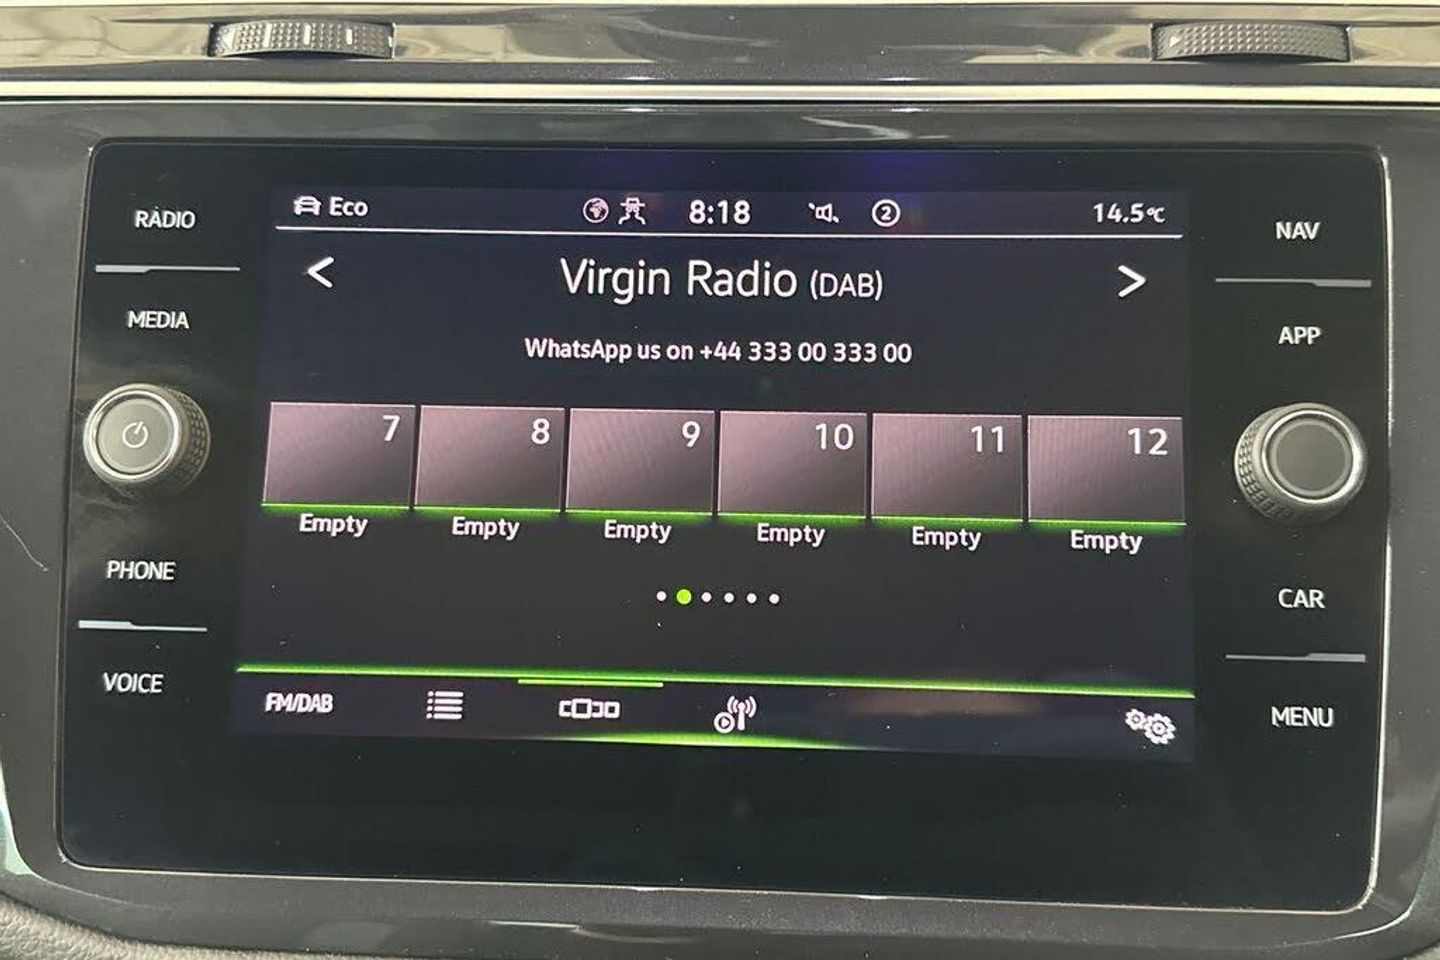 RADIO
MEDIA
PHONE
VOICE
Eco
8:18
2
14.5°C
< Virgin Radio (DAB) >
WhatsApp us on +44 333 00 333 00
7 8 9 10 11 12
Empty Empty Empty Empty Empty Empty
FM/DAB
NAV
APP
CAR
MENU